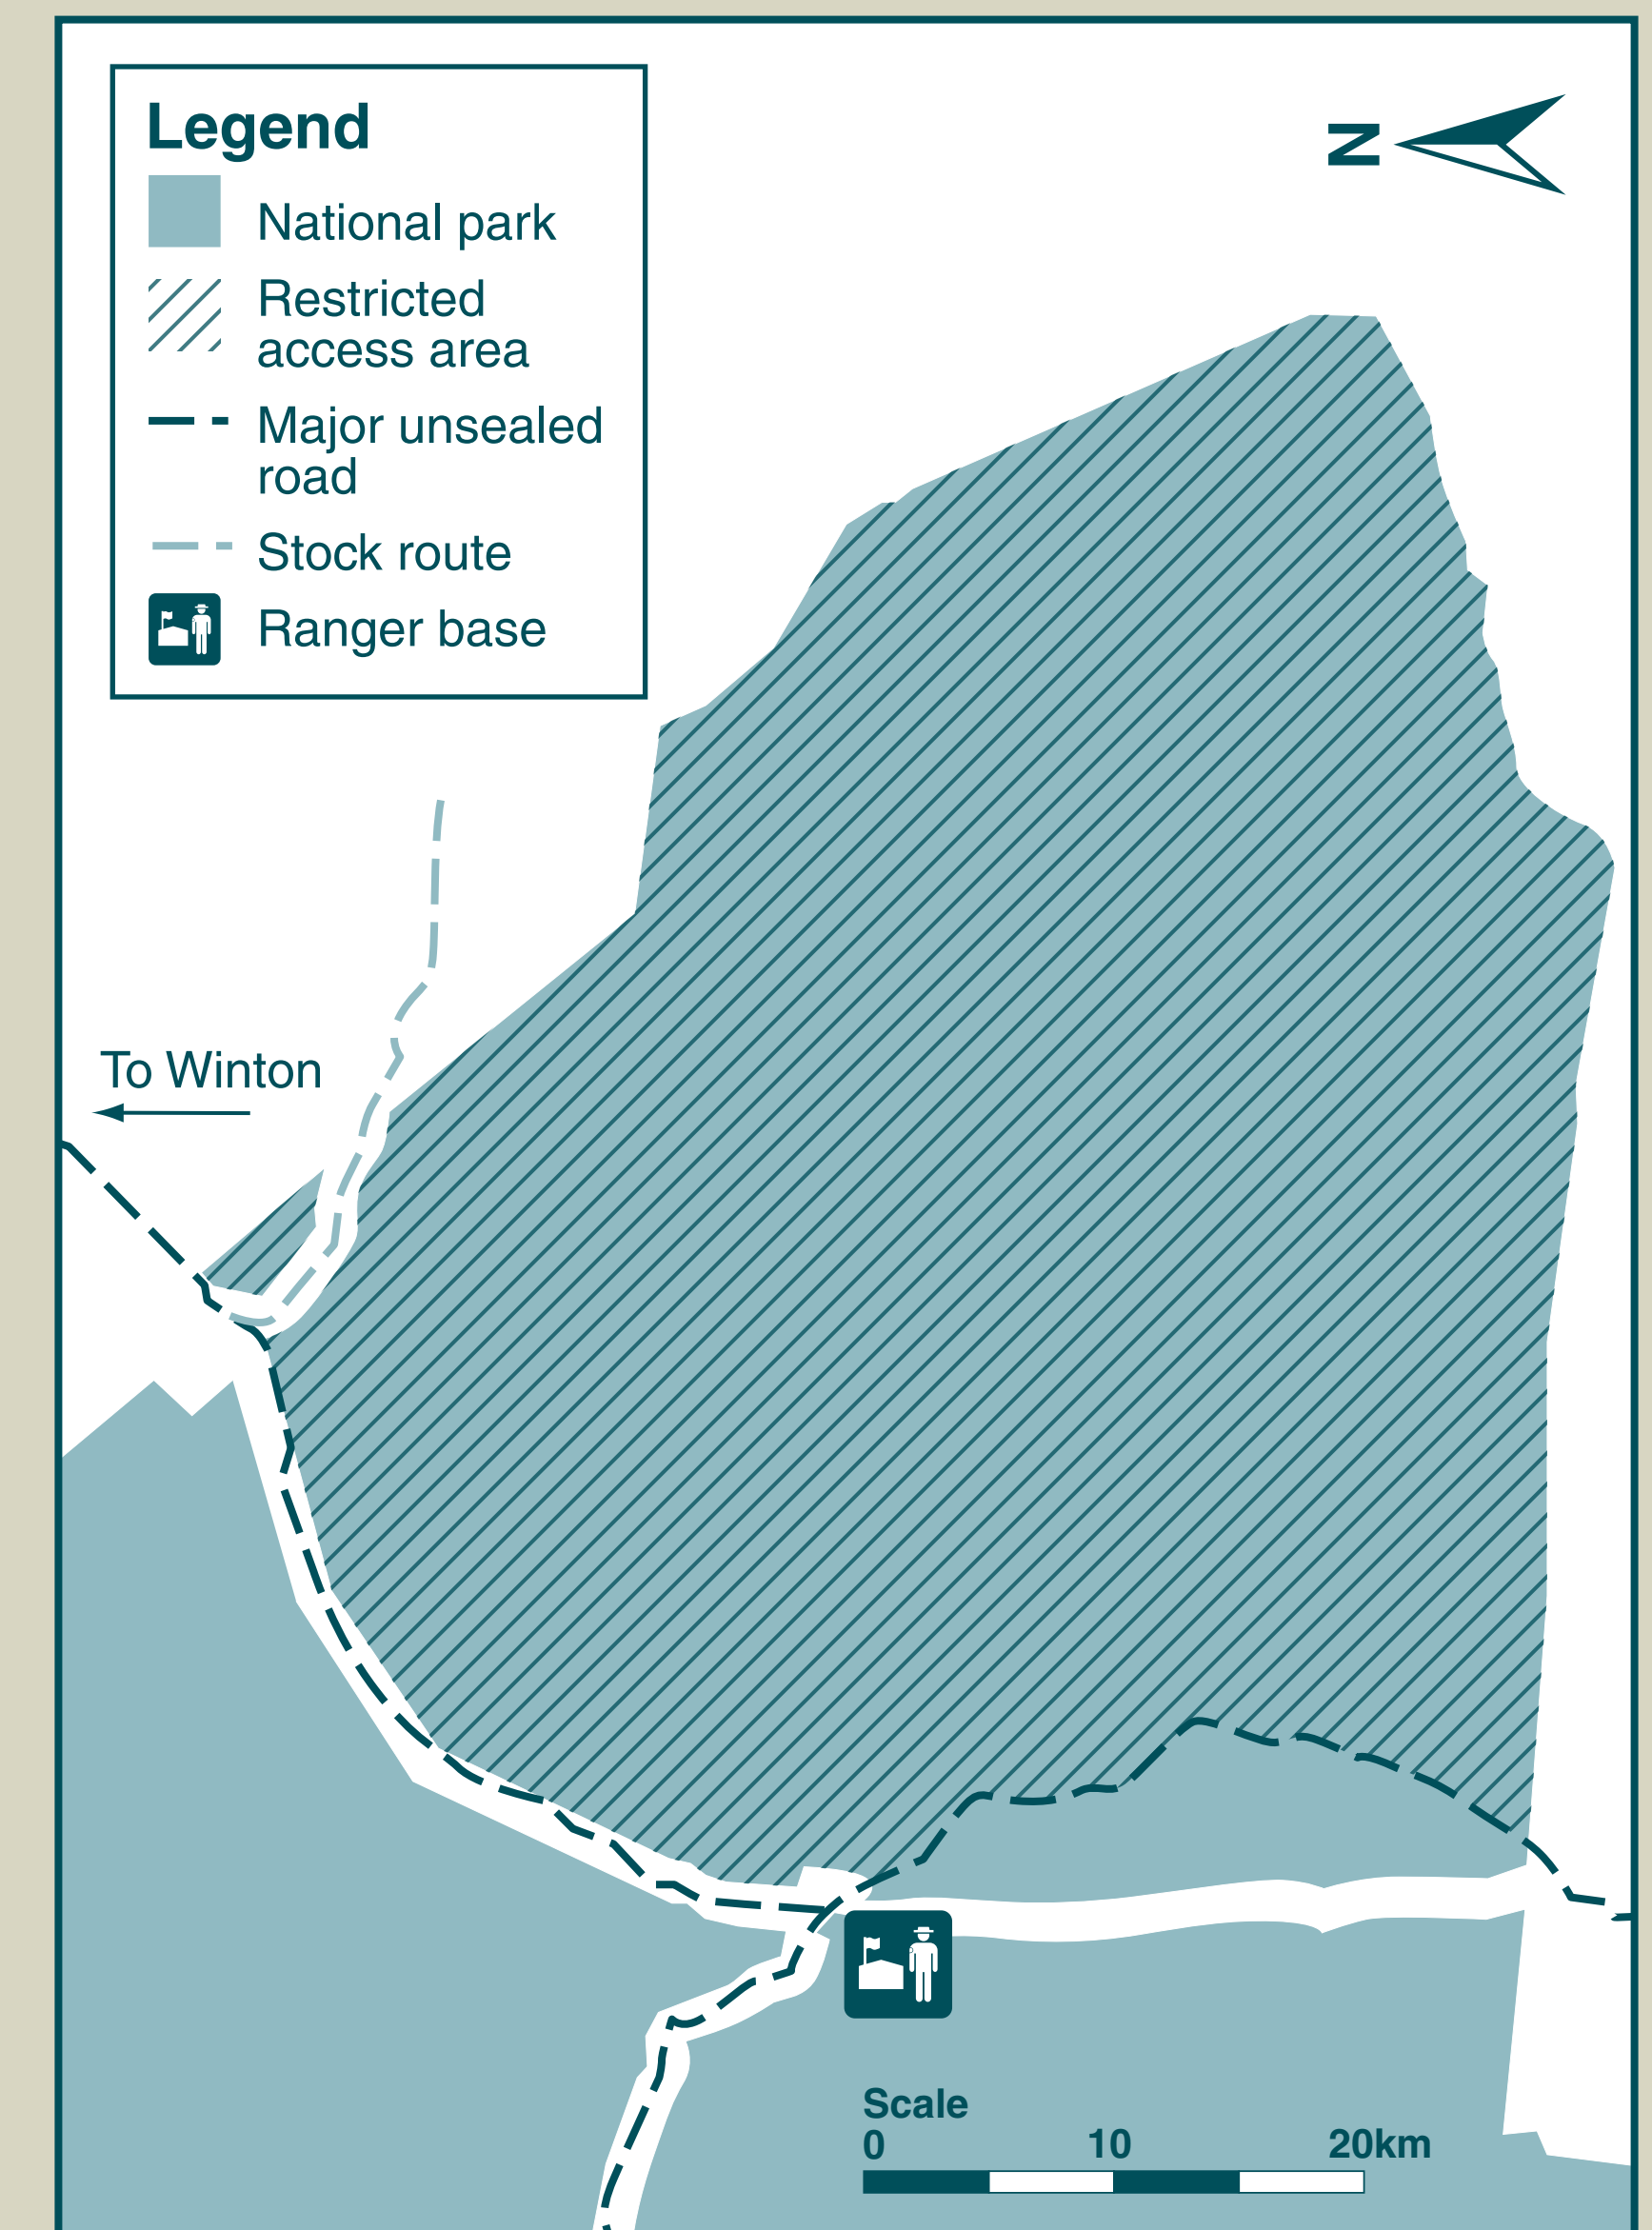 Legend
National park
Restricted
access area
Major unsealed
road
Stock route
Ranger base
N
To Winton
Scale
0 10 20km